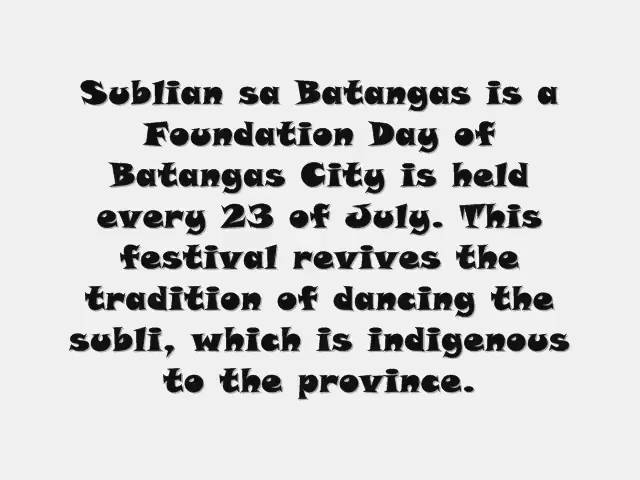 Sublian sa Batangas is a
Foundation Day of
Batangas City is held
every 23 of July. This
festival revives the
tradition of dancing the
subli, which is indigenous
to the province.